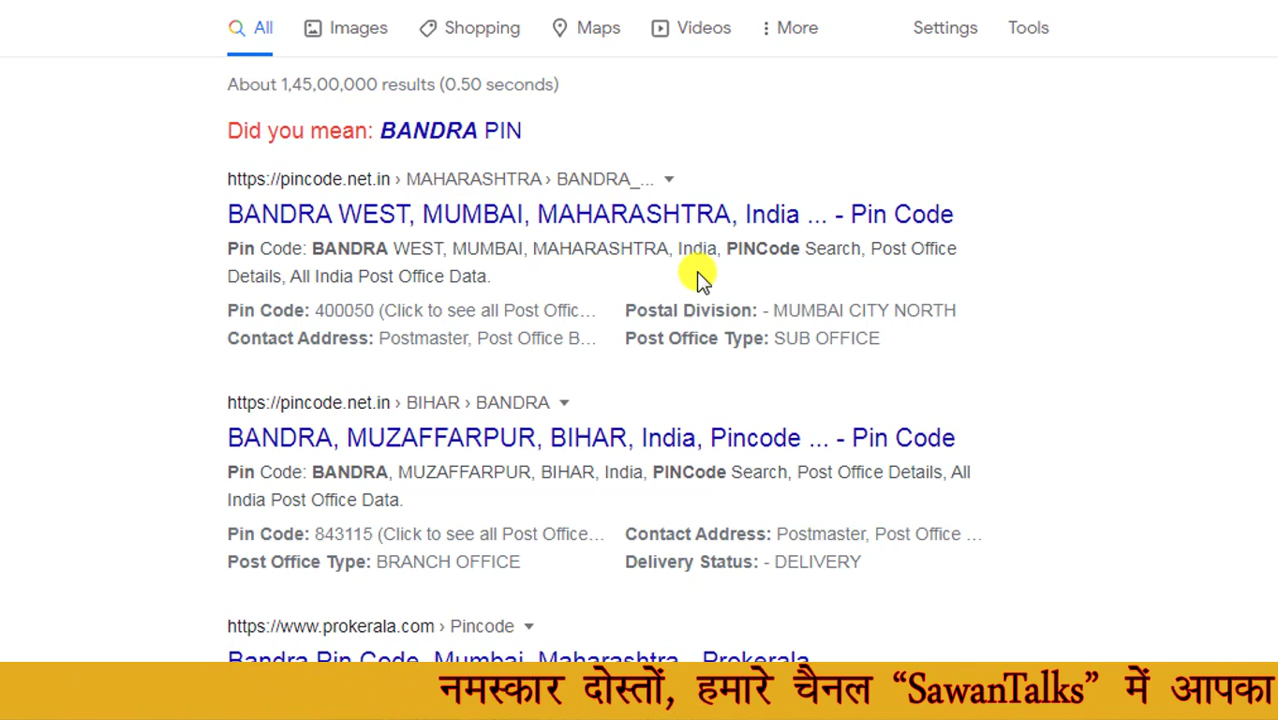 All Images Shopping Maps Videos More Settings Tools
About 1,45,00,000 results (0.50 seconds)
Did you mean: BANDRA PIN
https://pincode.net.in › MAHARASHTRA › BANDRA_...
BANDRA WEST, MUMBAI, MAHARASHTRA, India ... - Pin Code
Pin Code: BANDRA WEST, MUMBAI, MAHARASHTRA, India, PINCode Search, Post Office
Details, All India Post Office Data.
Pin Code: 400050 (Click to see all Post Offic... Postal Division: - MUMBAI CITY NORTH
Contact Address: Postmaster, Post Office B... Post Office Type: SUB OFFICE
https://pincode.net.in › BIHAR › BANDRA
BANDRA, MUZAFFARPUR, BIHAR, India, Pincode ... - Pin Code
Pin Code: BANDRA, MUZAFFARPUR, BIHAR, India, PINCode Search, Post Office Details, All
India Post Office Data.
Pin Code: 843115 (Click to see all Post Office... Contact Address: Postmaster, Post Office ...
Post Office Type: BRANCH OFFICE Delivery Status: - DELIVERY
https://www.prokerala.com › Pincode
Bandra Pin Code, Mumbai, Maharashtra - Prokerala
नमस्कार दोस्तों, हमारे चैनल “SawanTalks” में आपका